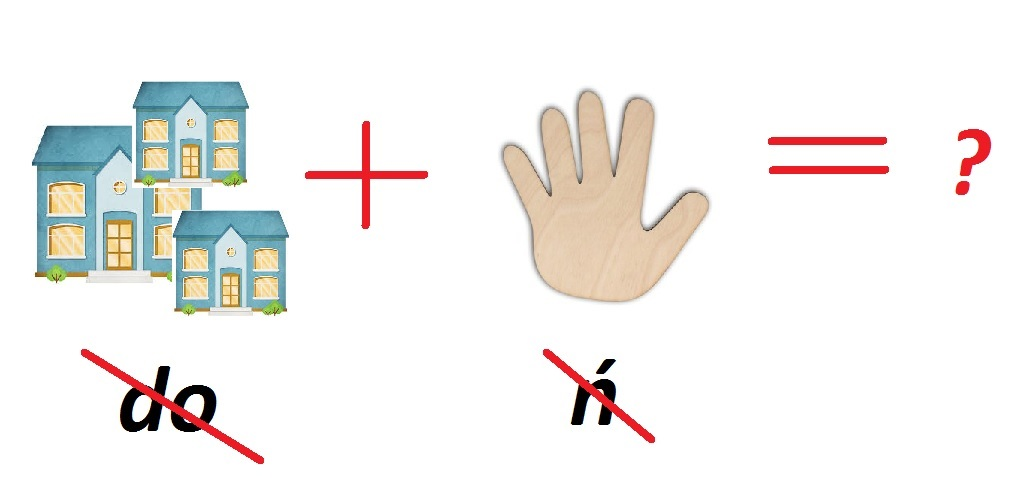 + = ?
do ń